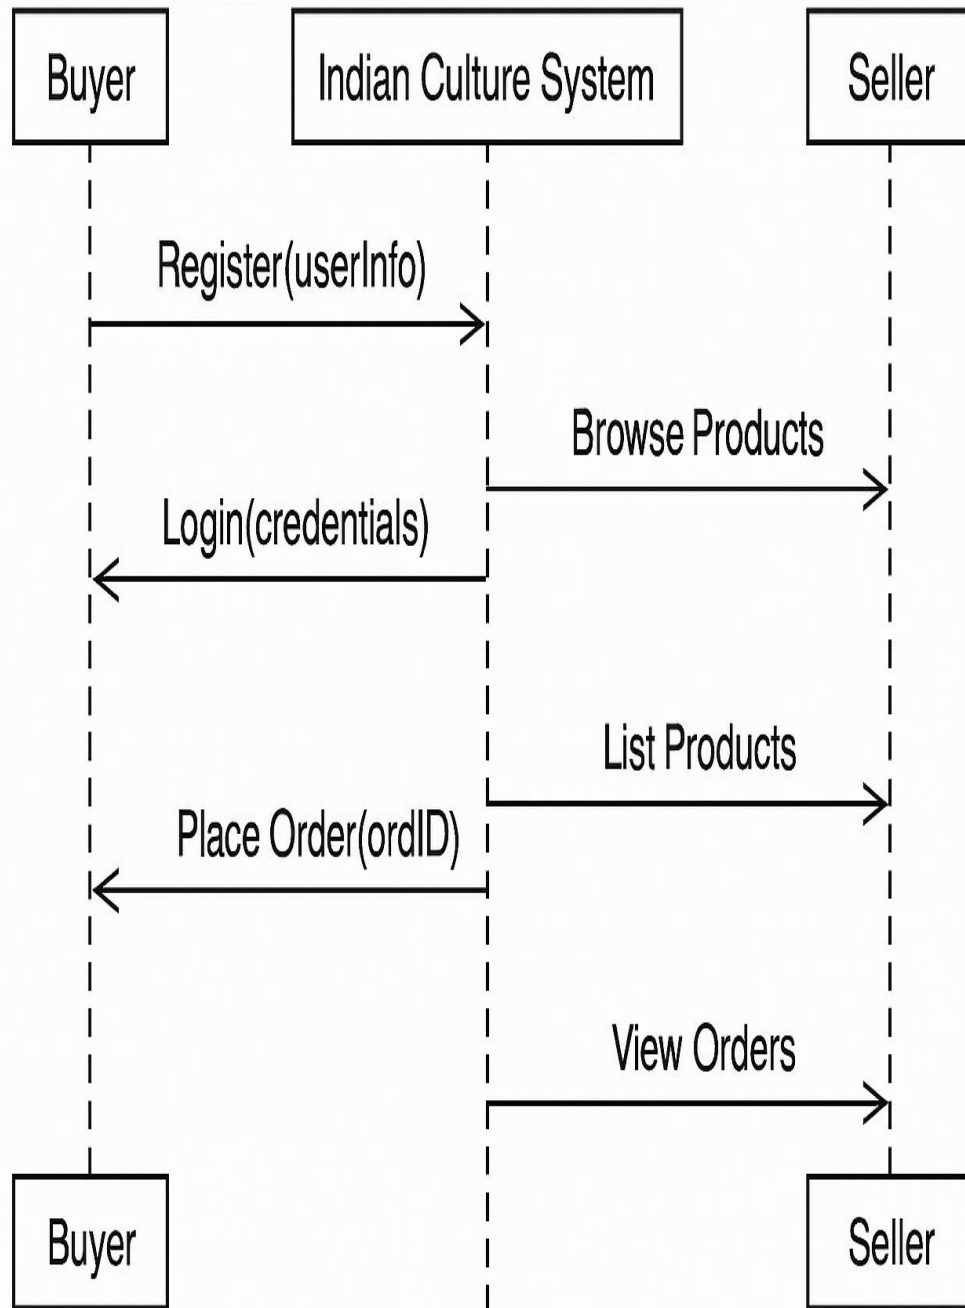 Buyer
Indian Culture System
Seller
Register(userInfo)
Browse Products
Login(credentials)
List Products
Place Order(ordID)
View Orders
Buyer
Seller